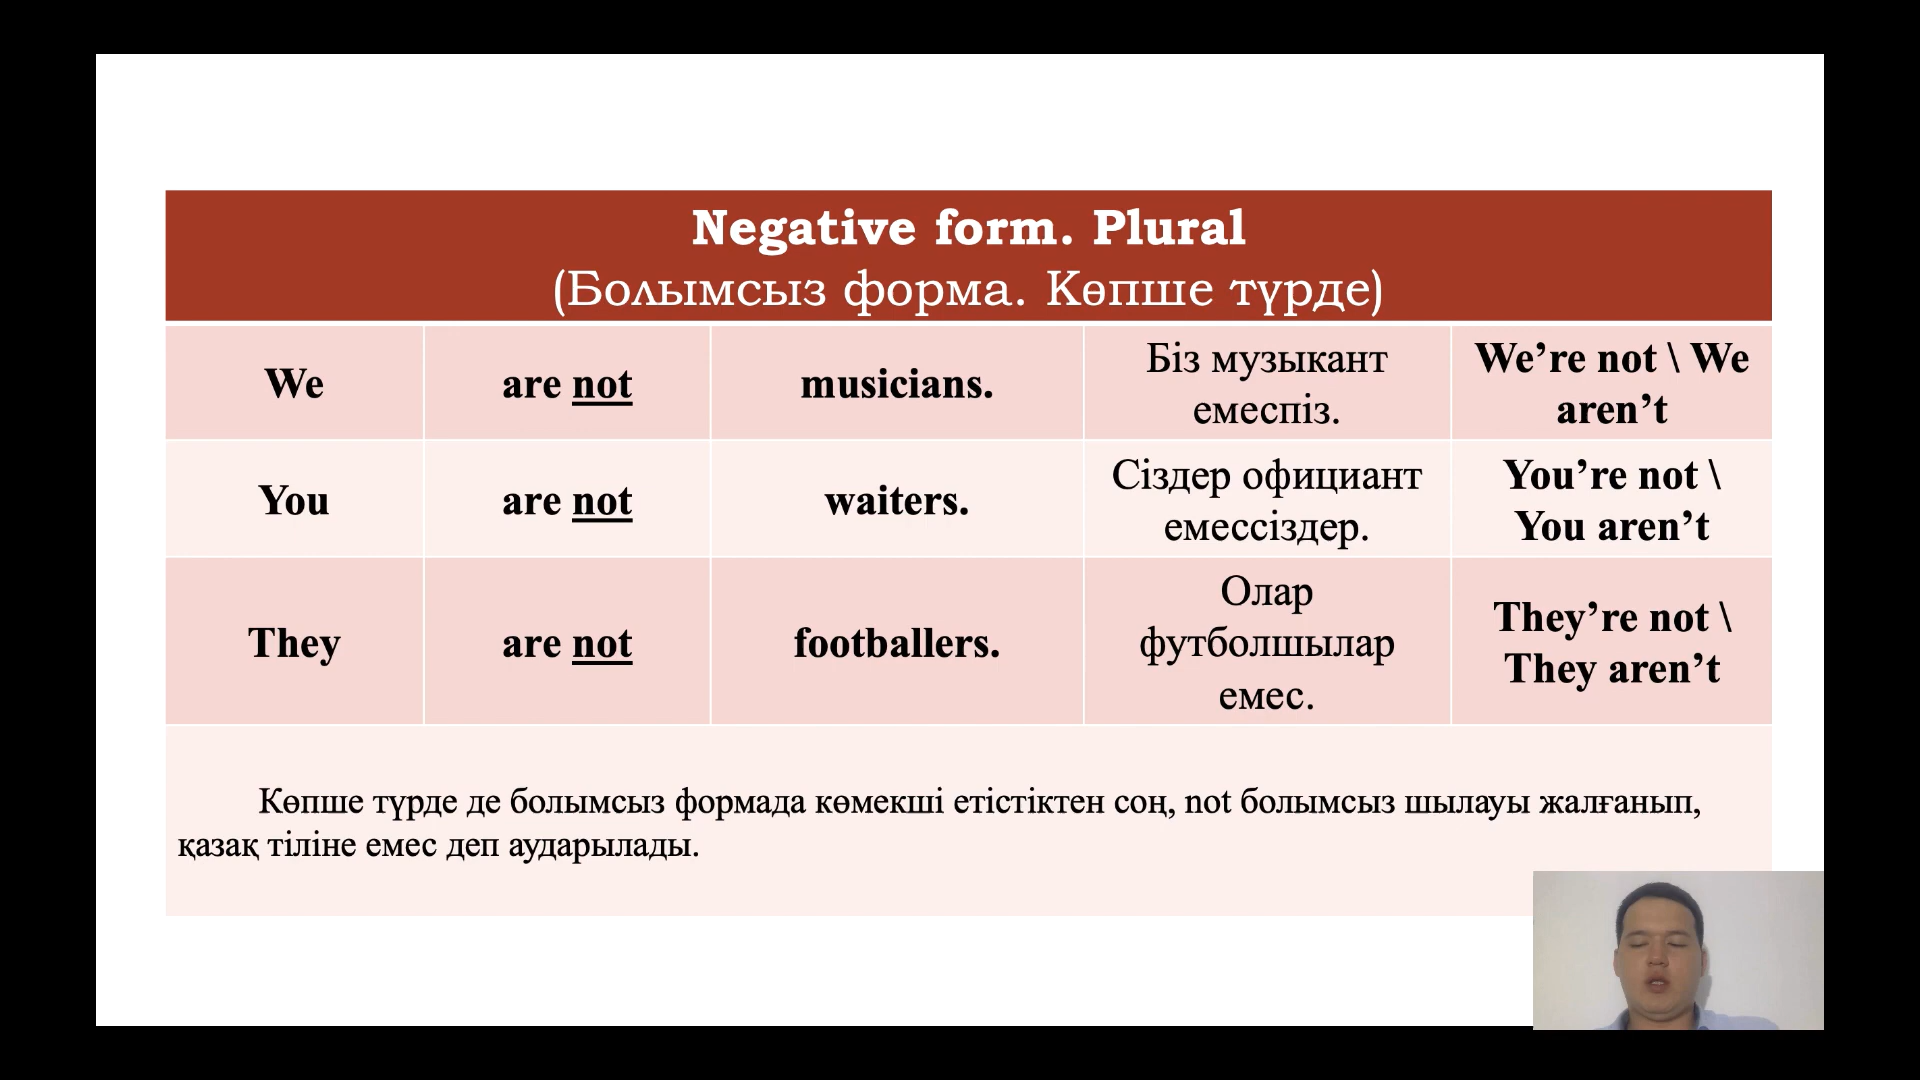 Negative form. Plural
(Болымсыз форма. Көпше түрде)
We
are not
musicians.
Біз музыкант
емеспіз.
We’re not \ We
aren’t
You
are not
waiters.
Сіздер официант
емессіздер.
You’re not \
You aren’t
They
are not
footballers.
Олар
футболшылар
емес.
They’re not \
They aren’t
Көпше түрде де болымсыз формада көмекші етістіктен соң, not болымсыз шылауы жалғанып,
қазақ тіліне емес деп аударылады.